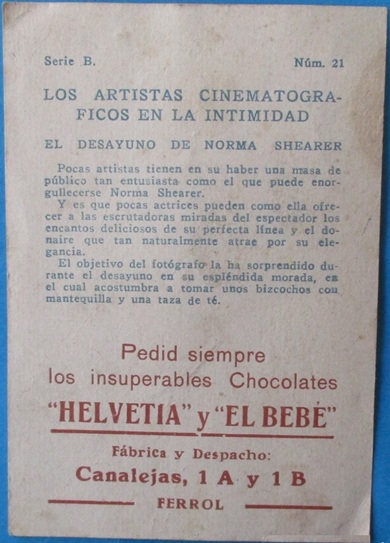 Serie B. Núm. 21
LOS ARTISTAS CINEMATOGRA-
FICOS EN LA INTIMIDAD
EL DESAYUNO DE NORMA SHEARER
Pocas artistas tienen en su haber una masa de
público tan entusiasta como el que puede enor-
gullecerse Norma Shearer.
Y es que pocas actrices pueden como ella ofre-
cer a las escrutadoras miradas del espectador los
encantos deliciosos de su perfecta línea y el do-
naire que tan naturalmente atrae por su ele-
gancia.
El objetivo del fotógrafo la ha sorprendido du-
rante el desayuno en su espléndida morada, en
el cual acostumbra a tomar unos bizcochos con
mantequilla y una taza de té.
Pedid siempre
los insuperables Chocolates
"HELVETIA" y "EL BEBÉ"
Fábrica y Despacho:
Canalejas, 1 A y 1 B
FERROL